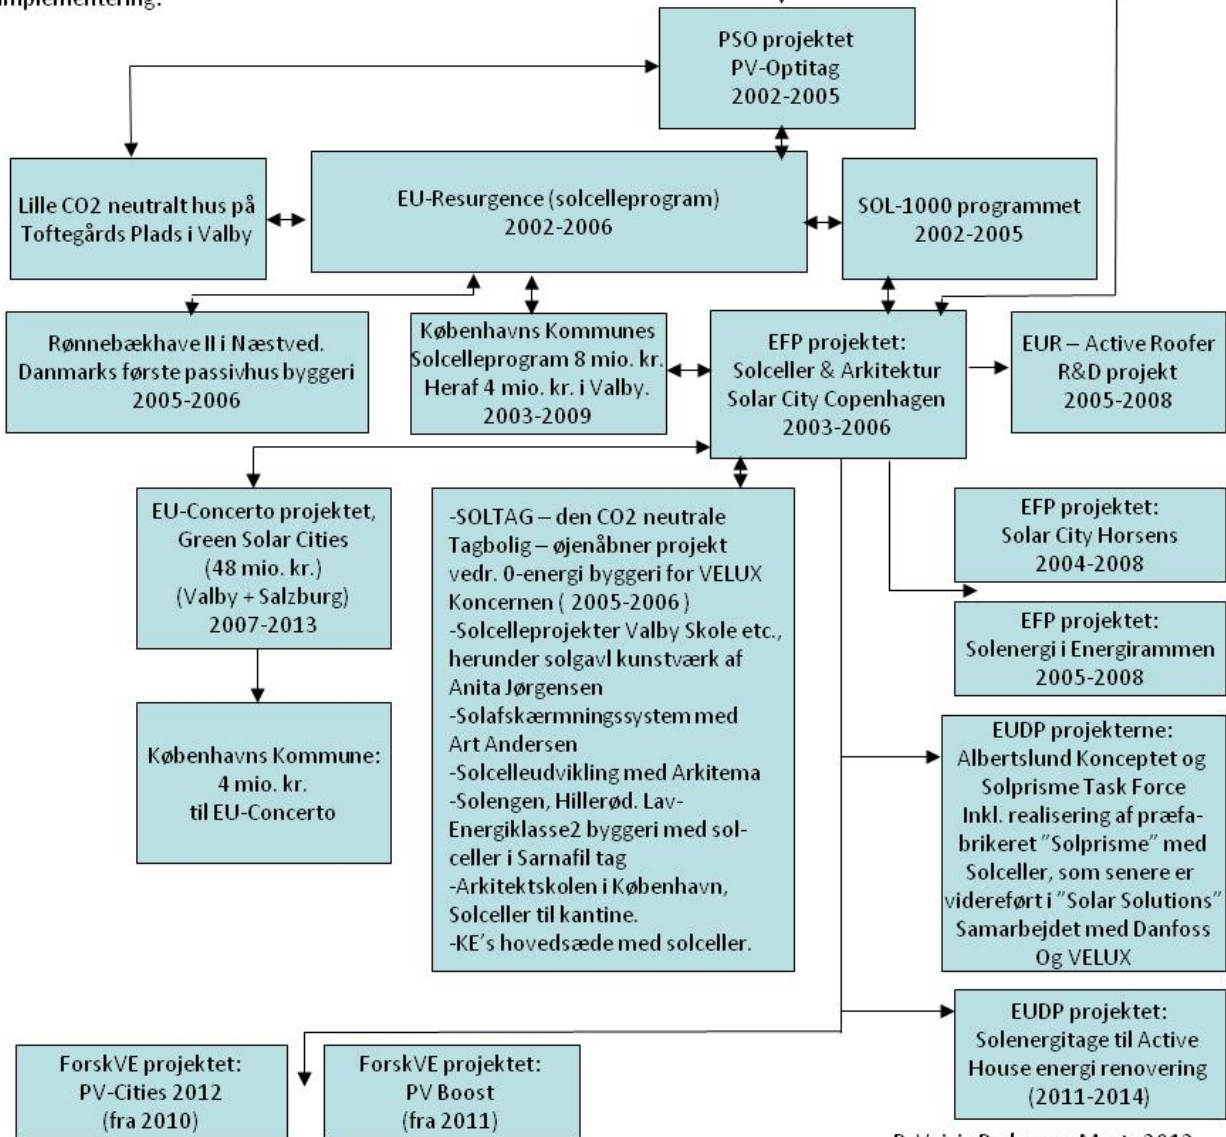 implementering.
PSO projektet
PV-Optitag
2002-2005
Lille CO2 neutralt hus på
Toftegårds Plads i Valby
EU-Resurgence (solcelleprogram)
2002-2006
SOL-1000 programmet
2002-2005
Rønnebækhave II i Næstved.
Danmarks første passivhus byggeri
2005-2006
Københavns Kommunes
Solcelleprogram 8 mio. kr.
Heraf 4 mio. kr. i Valby.
2003-2009
EFP projektet:
Solceller & Arkitektur
Solar City Copenhagen
2003-2006
EUR – Active Roofer
R&D projekt
2005-2008
EU-Concerto projektet,
Green Solar Cities
(48 mio. kr.)
(Valby + Salzburg)
2007-2013
-SOLTAG – den CO2 neutrale
Tagbolig – øjenåbner projekt
vedr. 0-energi byggeri for VELUX
Koncernen ( 2005-2006 )
-Solcelleprojekter Valby Skole etc.,
herunder solgavl kunstværk af
Anita Jørgensen
-Solafskærmningssystem med
Art Andersen
-Solcelleudvikling med Arkitema
-Solengen, Hillerød. Lav-
Energiklasse2 byggeri med sol-
celler i Sarnafil tag
-Arkitektskolen i København,
Solceller til kantine.
-KE's hovedsæde med solceller.
EFP projektet:
Solar City Horsens
2004-2008
EFP projektet:
Solenergi i Energirammen
2005-2008
Københavns Kommune:
4 mio. kr.
til EU-Concerto
EUDP projekterne:
Albertslund Konceptet og
Solprisme Task Force
Inkl. realisering af præfa-
brikeret "Solprisme" med
Solceller, som senere er
videreført i "Solar Solutions"
Samarbejdet med Danfoss
Og VELUX
EUDP projektet:
Solenergitage til Active
House energi renovering
(2011-2014)
ForskVE projektet:
PV-Cities 2012
(fra 2010)
ForskVE projektet:
PV Boost
(fra 2011)